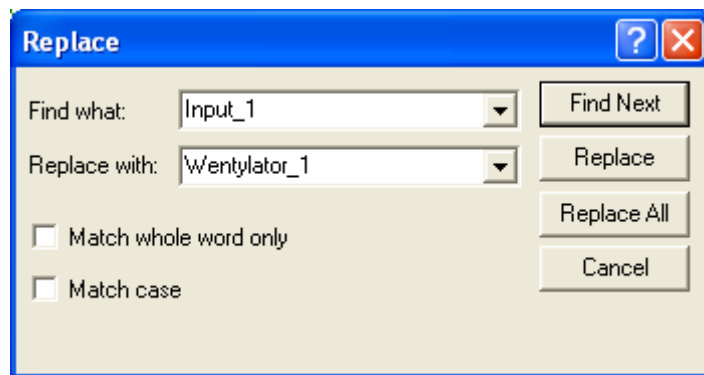 Replace
Find what: Input_1 Find Next
Replace with: Wentylator_1 Replace
Replace All
Match whole word only
Cancel
Match case